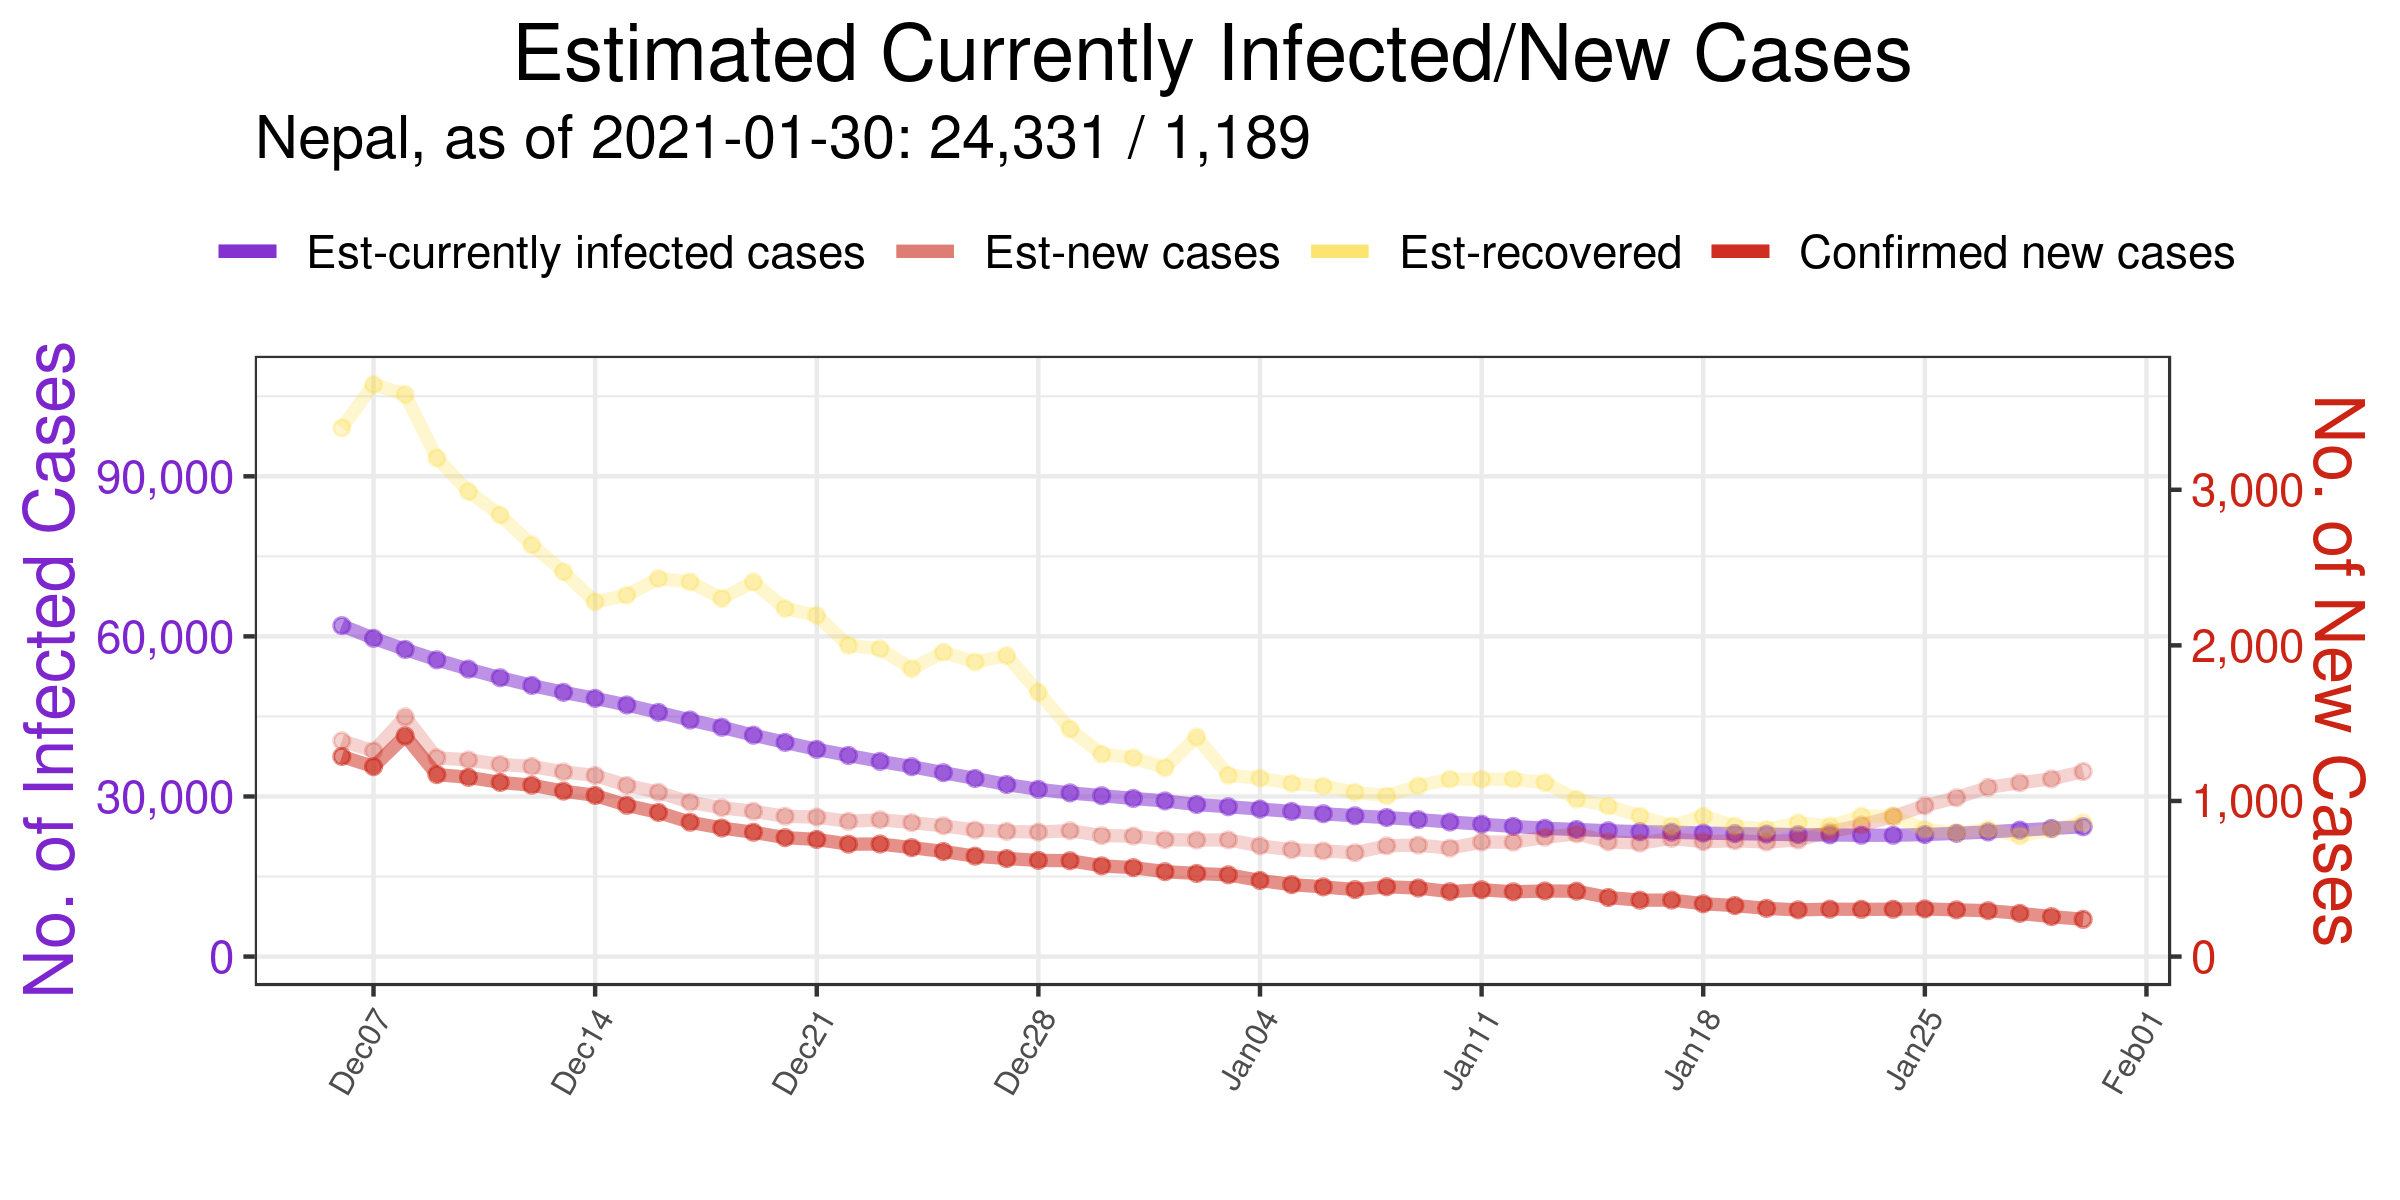 Estimated Currently Infected/New Cases
Nepal, as of 2021-01-30: 24,331 / 1,189
Est-currently infected cases Est-new cases Est-recovered Confirmed new cases
No. of Infected Cases
90,000
60,000
30,000
0
3,000
2,000
1,000
0
No. of New Cases
Dec07 Dec14 Dec21 Dec28 Jan04 Jan11 Jan18 Jan25 Feb01